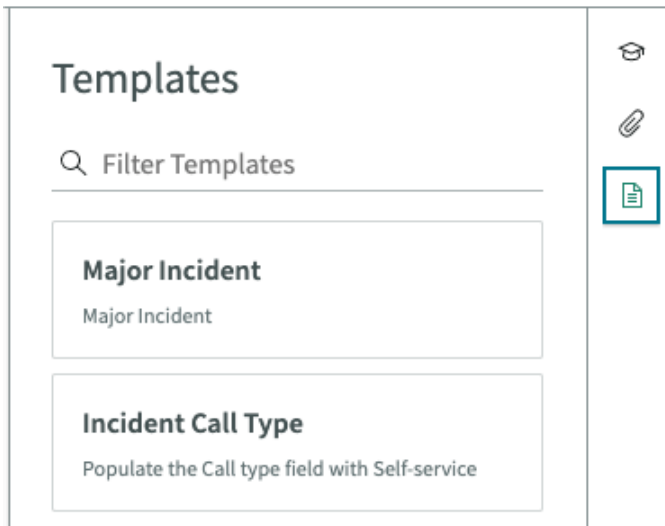 Templates
Filter Templates
Major Incident
Major Incident
Incident Call Type
Populate the Call type field with Self-service